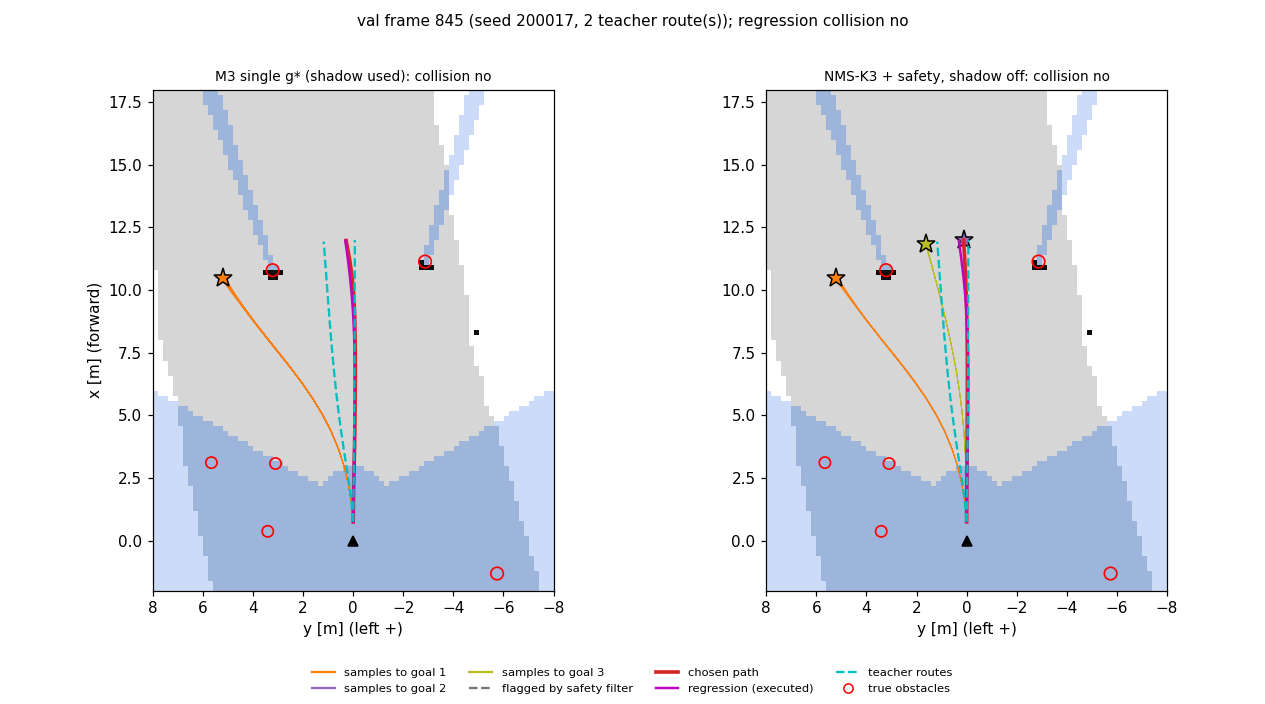 val frame 845 (seed 200017, 2 teacher route(s)); regression collision no
M3 single g* (shadow used): collision no
NMS-K3 + safety, shadow off: collision no
17.5
15.0
12.5
10.0
7.5
5.0
2.5
0.0
x [m] (forward)
8 6 4 2 0 −2 −4 −6 −8
y [m] (left +)
17.5
15.0
12.5
10.0
7.5
5.0
2.5
0.0
8 6 4 2 0 −2 −4 −6 −8
y [m] (left +)
samples to goal 1
samples to goal 2
samples to goal 3
flagged by safety filter
chosen path
regression (executed)
teacher routes
true obstacles